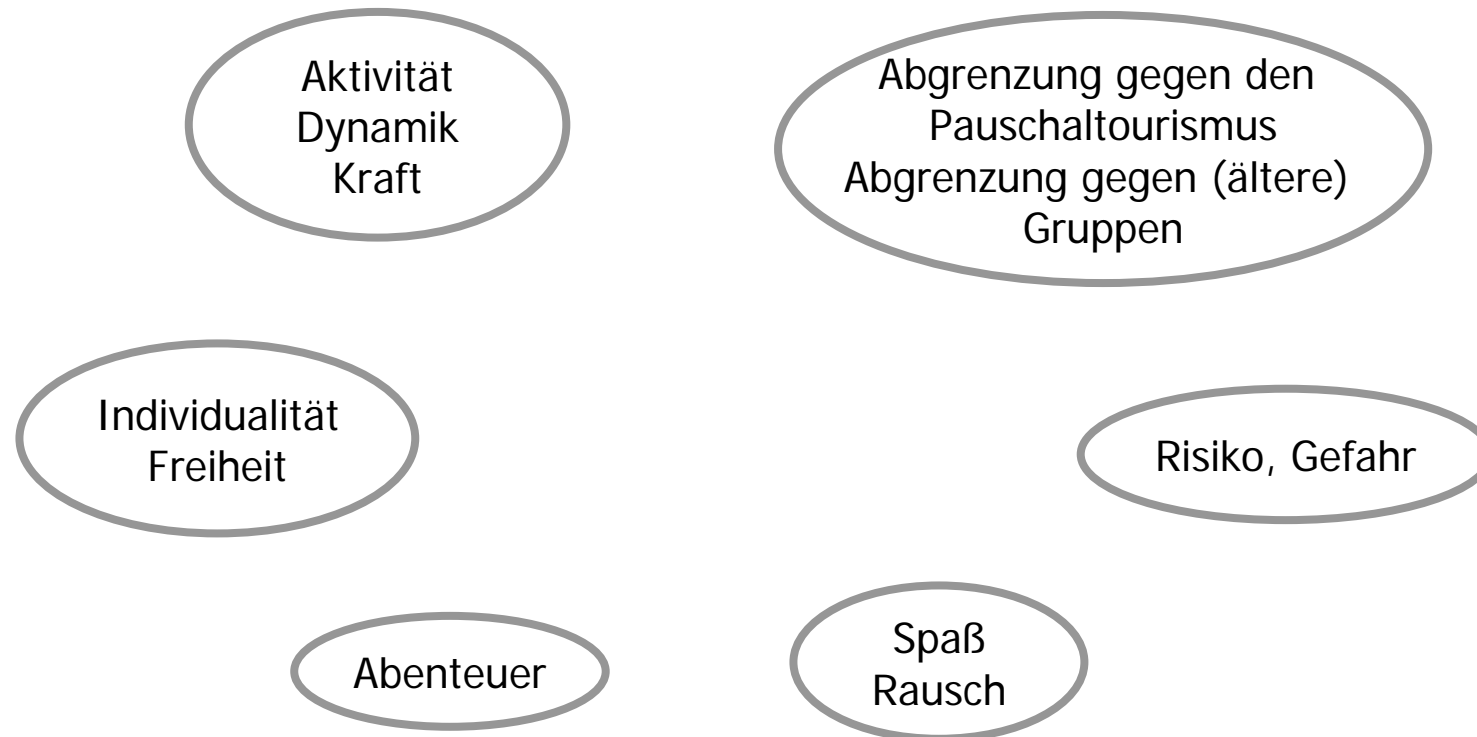 Aktivität
Dynamik
Kraft
Abgrenzung gegen den
Pauschaltourismus
Abgrenzung gegen (ältere)
Gruppen
Individualität
Freiheit
Risiko, Gefahr
Abenteuer
Spaß
Rausch